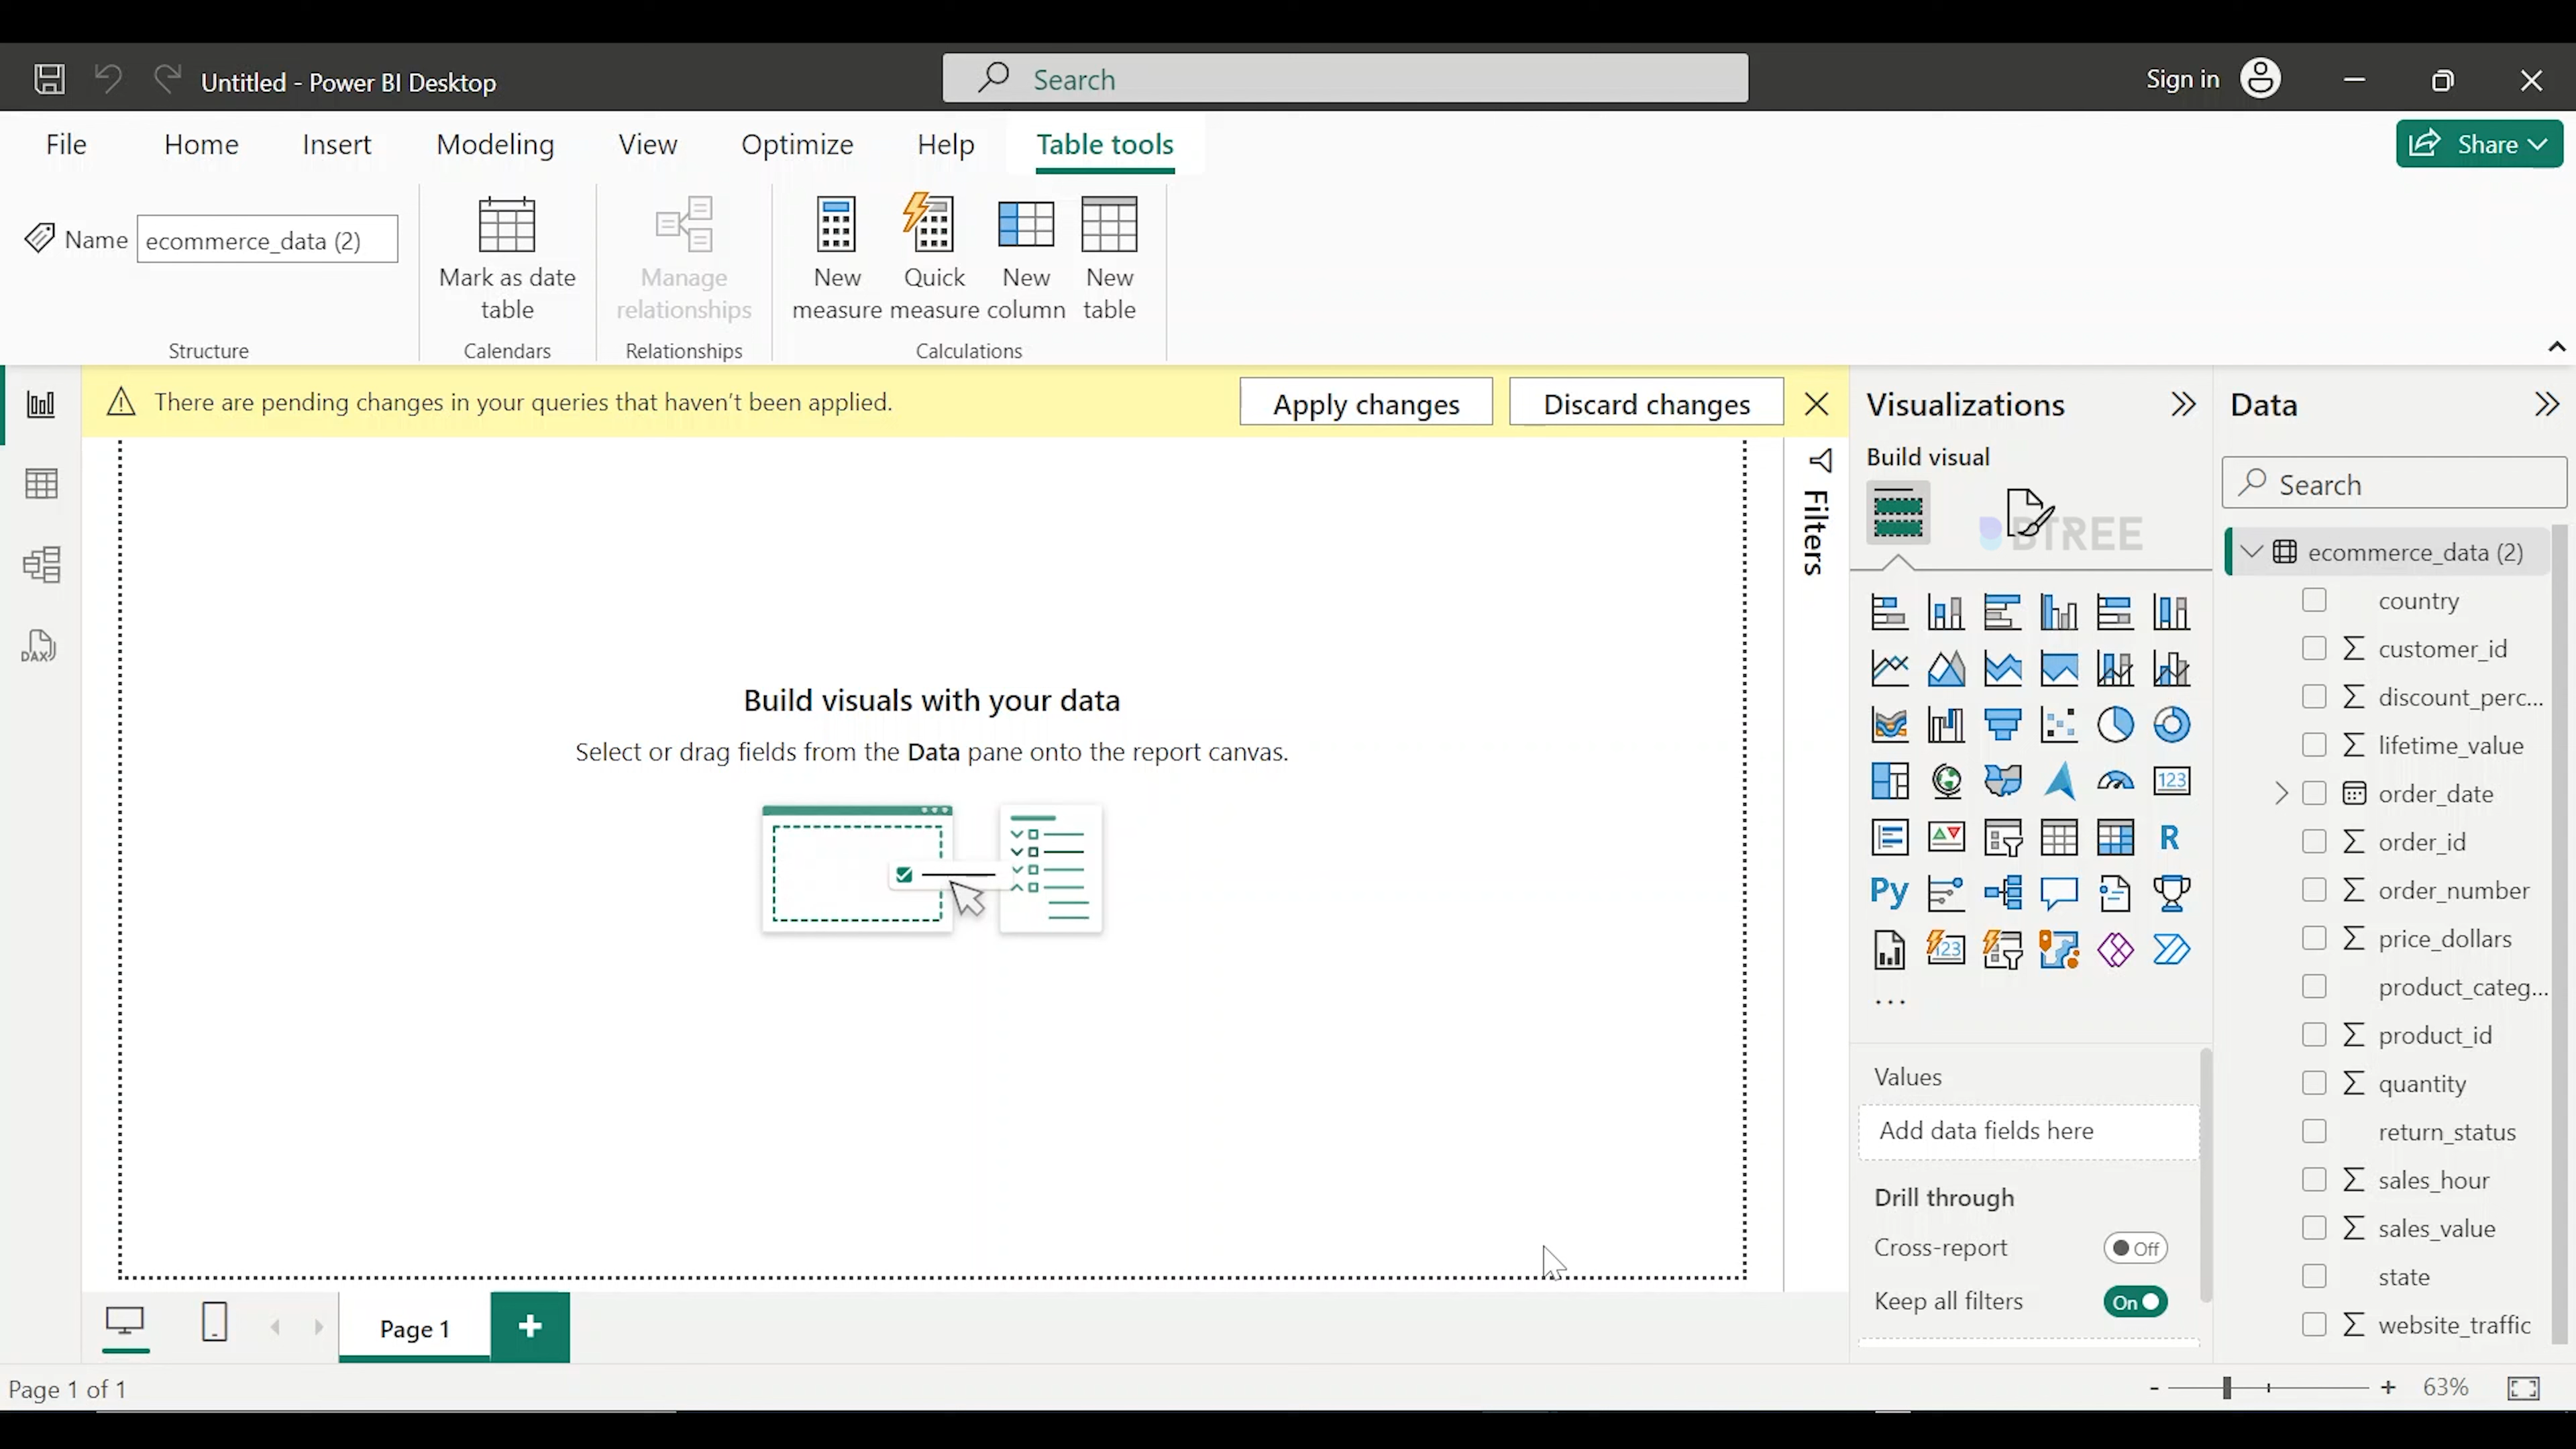 Untitled - Power BI Desktop
Search
Sign in
File Home Insert Modeling View Optimize Help Table tools
Share
Name ecommerce_data (2)
Mark as date table
Manage relationships
New measure
Quick measure
New column
New table
Structure Calendars Relationships Calculations
There are pending changes in your queries that haven't been applied.
Apply changes
Discard changes
Filters
Build visuals with your data
Select or drag fields from the Data pane onto the report canvas.
DAX
Visualizations
Build visual
BTREE
123
R
Py
123
...
Values
Add data fields here
Drill through
Cross-report Off
Keep all filters On
Data
Search
ecommerce_data (2)
country
customer_id
discount_perc...
lifetime_value
order_date
order_id
order_number
price_dollars
product_categ...
product_id
quantity
return_status
sales_hour
sales_value
state
website_traffic
Page 1
Page 1 of 1
- + 63%